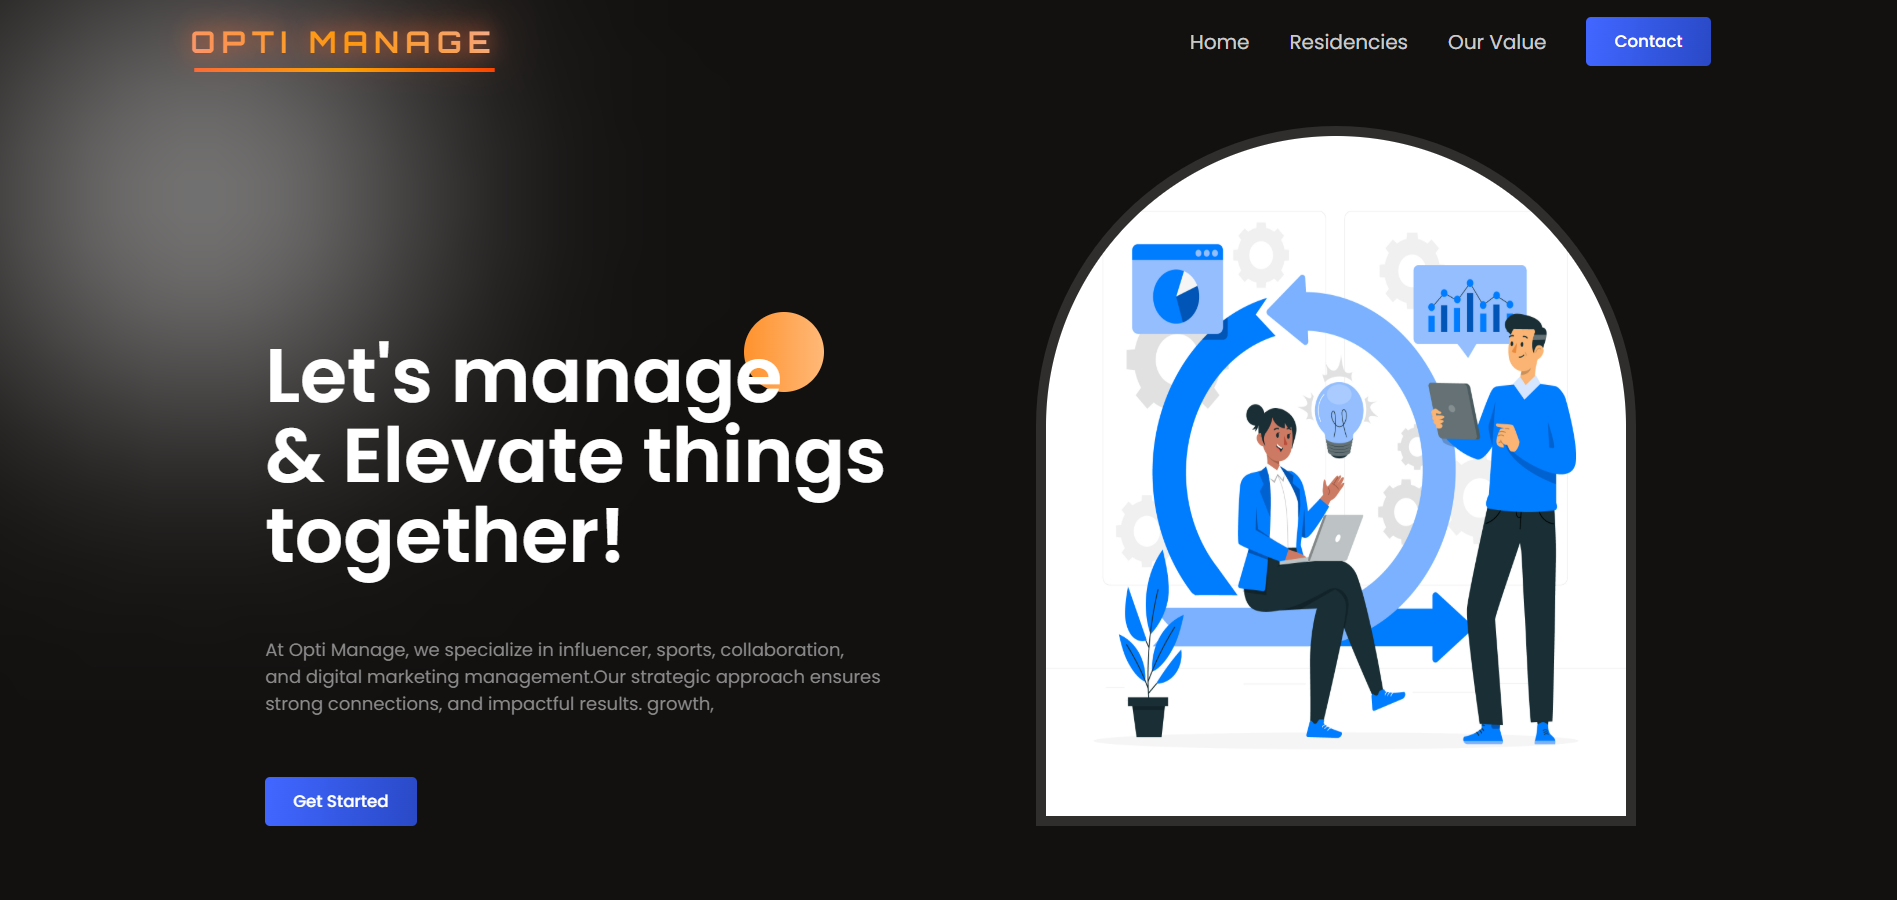 OPTI MANAGE
Home
Residencies
Our Value
Contact
Let's manage
& Elevate things
together!
At Opti Manage, we specialize in influencer, sports, collaboration,
and digital marketing management.Our strategic approach ensures
strong connections, and impactful results. growth,
Get Started